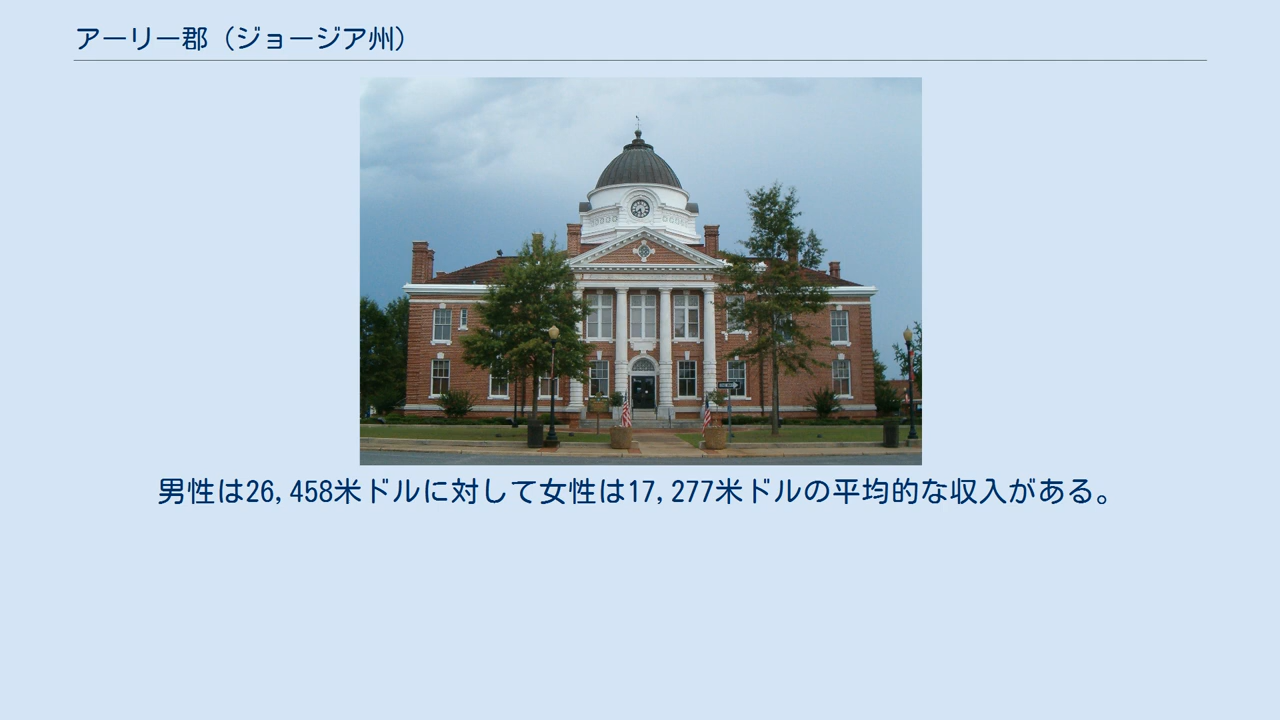 アーリー郡（ジョージア州）
男性は26,458米ドルに対して女性は17,277米ドルの平均的な収入がある。